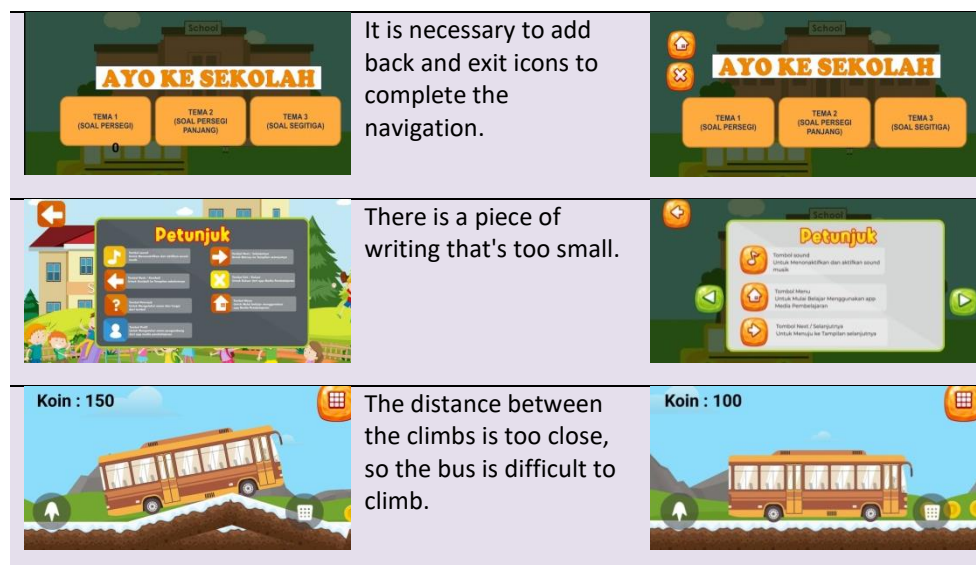 School
AYO KE SEKOLAH
TEMA 1
(SOAL PERSEGI)
TEMA 2
(SOAL PERSEGI
PANJANG)
TEMA 3
(SOAL SEGITIGA)
0
It is necessary to add
back and exit icons to
complete the
navigation.
School
AYO KE SEKOLAH
TEMA 1
(SOAL PERSEGI)
TEMA 2
(SOAL PERSEGI
PANJANG)
TEMA 3
(SOAL SEGITIGA)
Petunjuk
?
There is a piece of
writing that's too small.
School
Petunjuk
Tombol sound
Untuk Menonaktifkan dan aktifkan sound
musik
Tombol Menu
Untuk Mulai Belajar Menggunakan app
Media Pembelajaran
Tombol Next / Selanjutnya
Untuk Menuju ke Tampilan selanjutnya
Koin : 150
The distance between
the climbs is too close,
so the bus is difficult to
climb.
Koin : 100